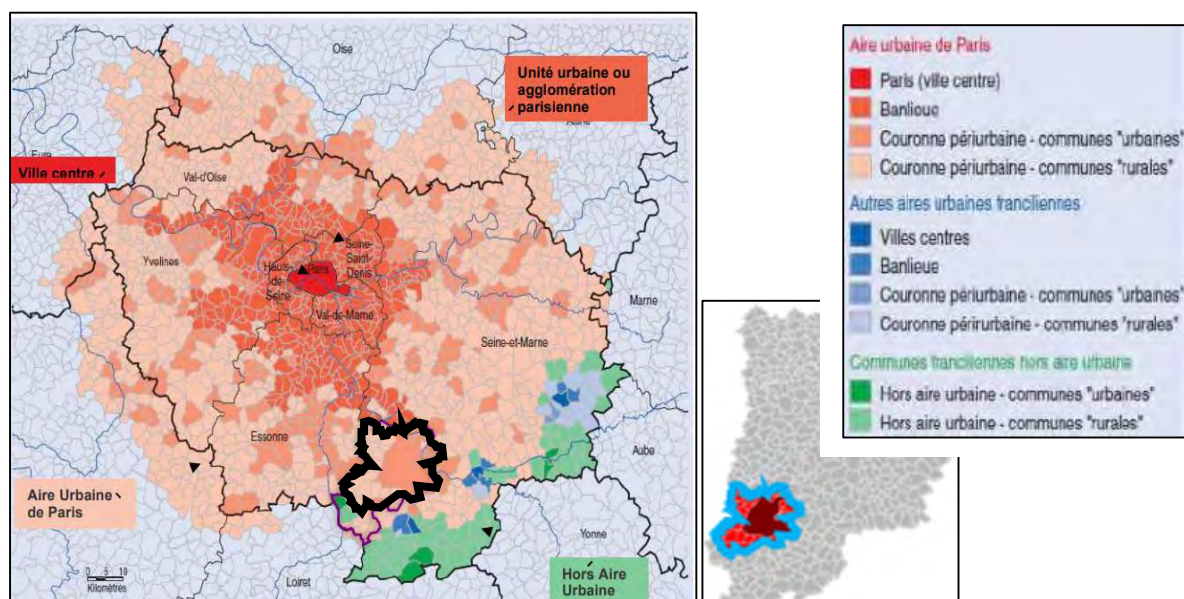 Oise
Unité urbaine ou
agglomération
parisienne
Aisne
Eure
Ville centre
Val-d'Oise
Yvelines
Hauts-
de-
Seine
Paris
Seine-
Saint-
Denis
Val-de-Marne
Marne
Seine-et-Marne
Essonne
Aube
Aire Urbaine
de Paris
Yonne
Loiret
Hors Aire
Urbaine
0 5 10
Kilomètres
Aire urbaine de Paris
Paris (ville centre)
Banlieue
Couronne périurbaine - communes "urbaines"
Couronne périurbaine - communes "rurales"
Autres aires urbaines franciliennes
Villes centres
Banlieue
Couronne périurbaine - communes "urbaines"
Couronne périrurbaine - communes "rurales"
Communes franciliennes hors aire urbaine
Hors aire urbaine - communes "urbaines"
Hors aire urbaine - communes "rurales"